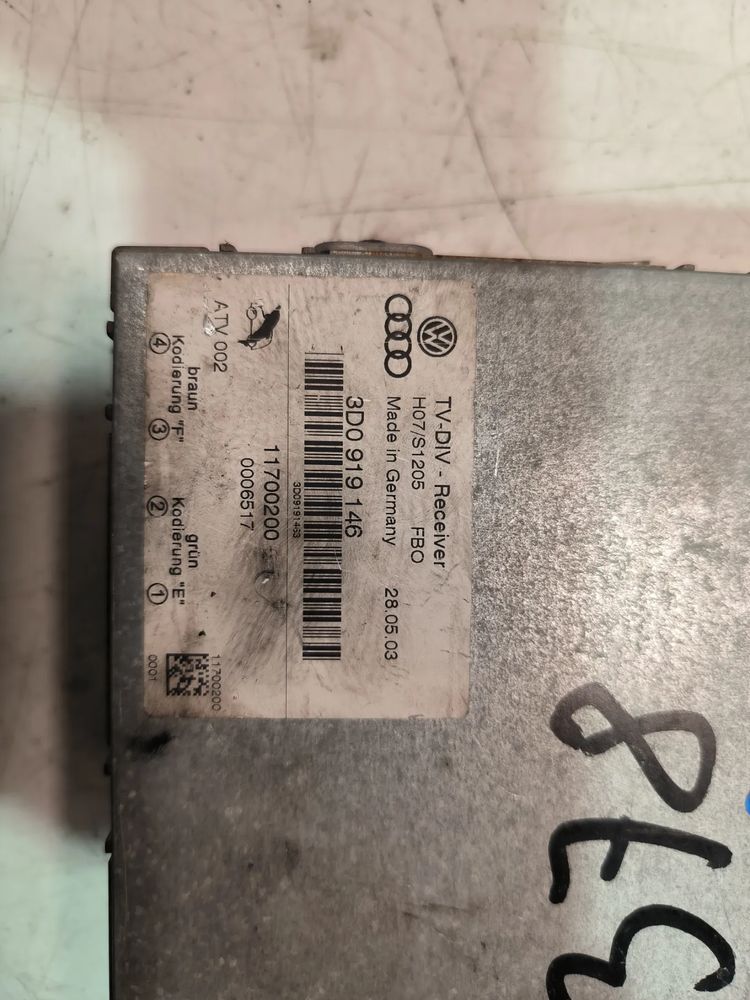 TV-DIV - Receiver
H07/S1205 FBO
Made in Germany 28.05.03
3D0 919 146
3D09191463
11700200
0006517
ATV 002
11700200
0001
braun grün
Kodierung "F" Kodierung "E"
④ ③ ② ①